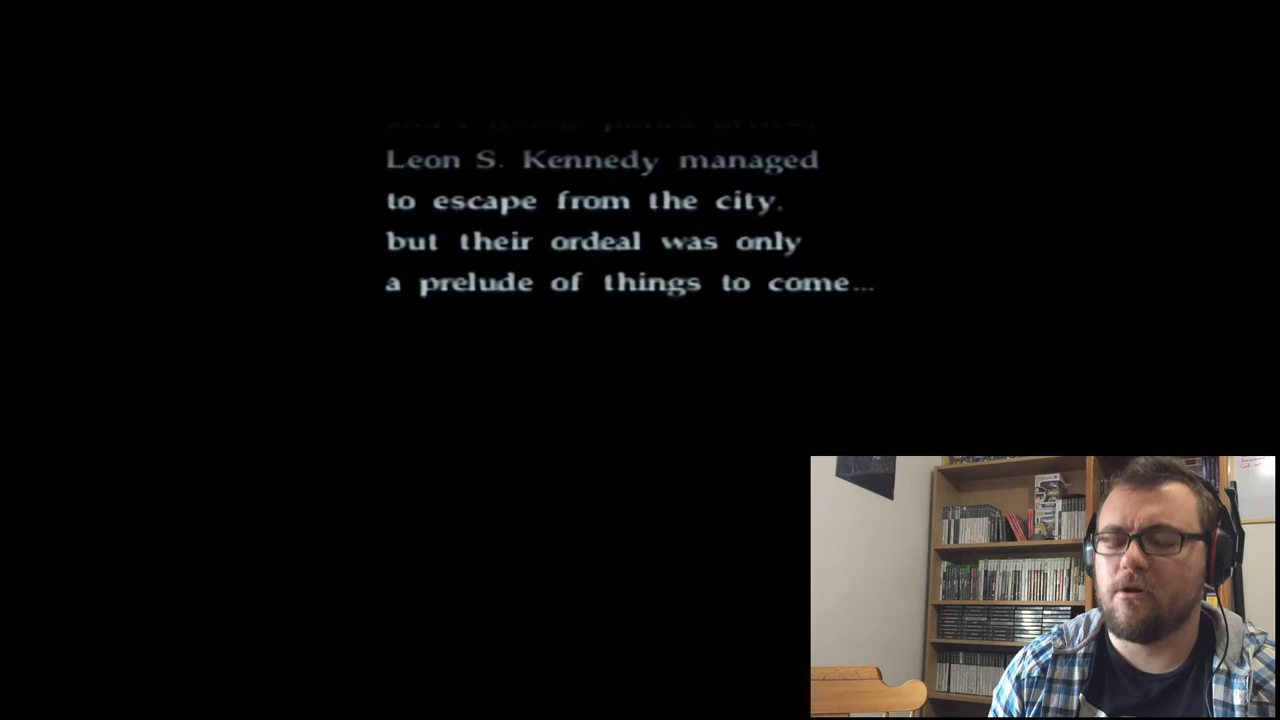 Leon S. Kennedy managed
to escape from the city.
but their ordeal was only
a prelude of things to come...